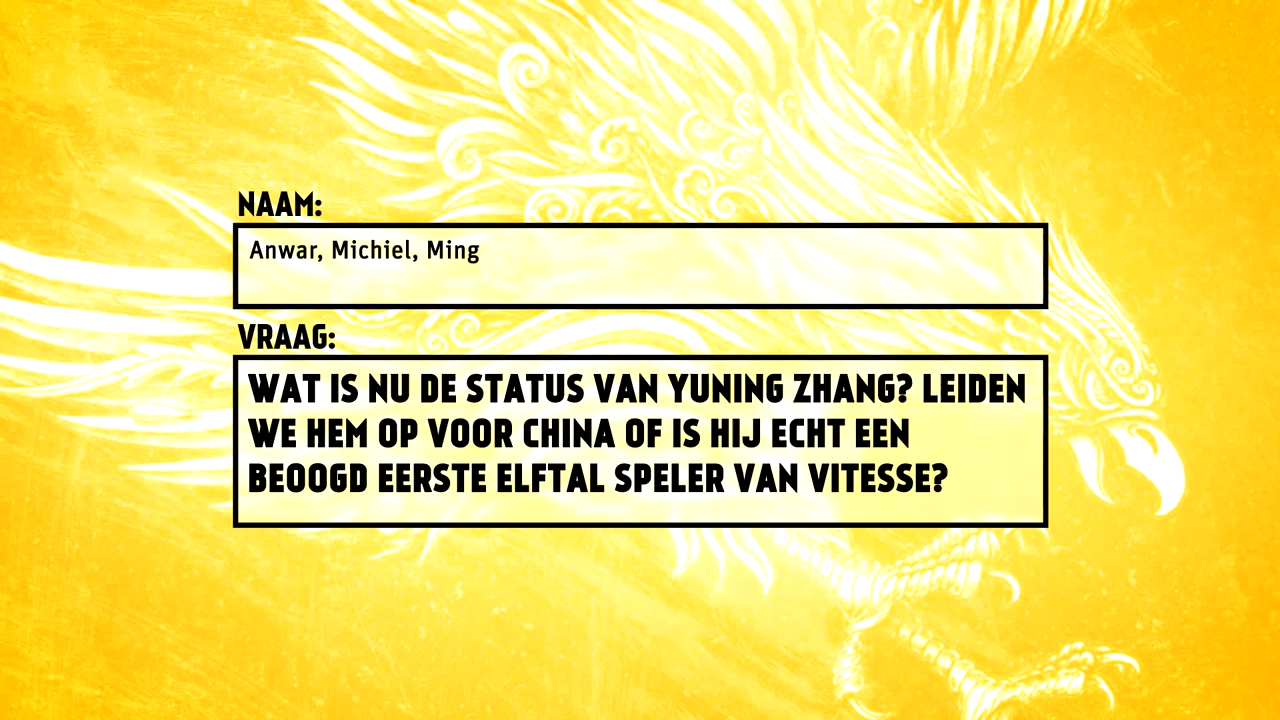 NAAM:
Anwar, Michiel, Ming
VRAAG:
WAT IS NU DE STATUS VAN YUNING ZHANG? LEIDEN
WE HEM OP VOOR CHINA OF IS HIJ ECHT EEN
BEOOGD EERSTE ELFTAL SPELER VAN VITESSE?